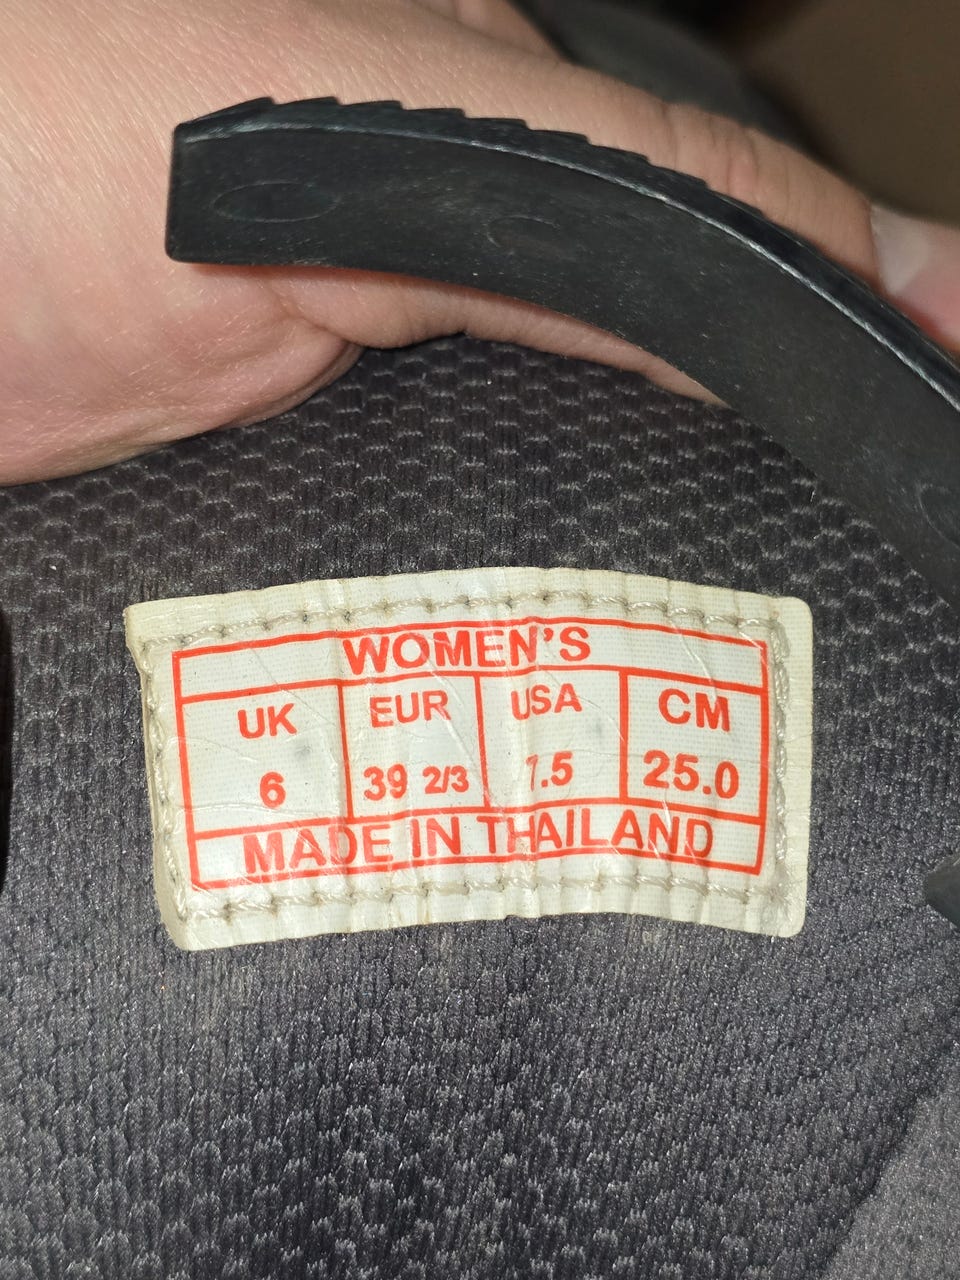 WOMEN'S
UK EUR USA CM
6 39 2/3 7.5 25.0
MADE IN THAILAND